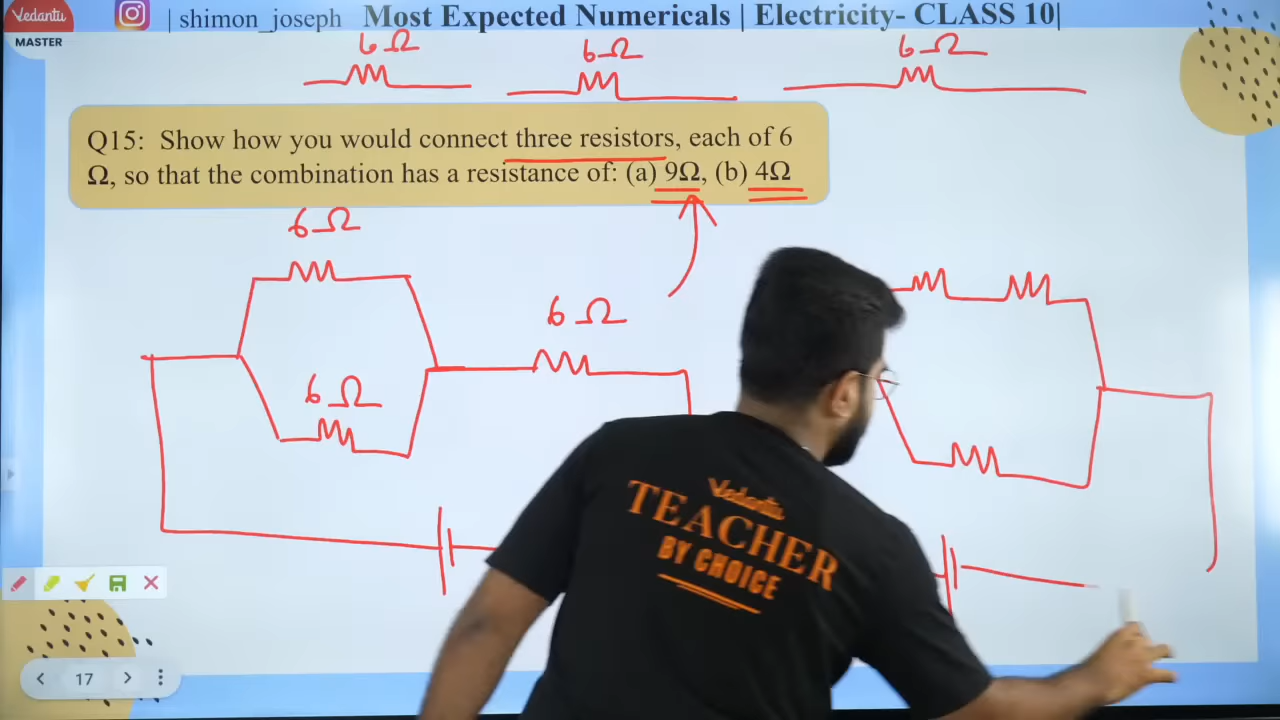 Vedantu
MASTER
| shimon_joseph
Most Expected Numericals | Electricity- CLASS 10|
6 Ω
6 Ω
6 Ω
Q15: Show how you would connect three resistors, each of 6
Ω, so that the combination has a resistance of: (a) 9Ω, (b) 4Ω
6 Ω
6 Ω
6 Ω
Vedantu
TEACHER
BY CHOICE
17